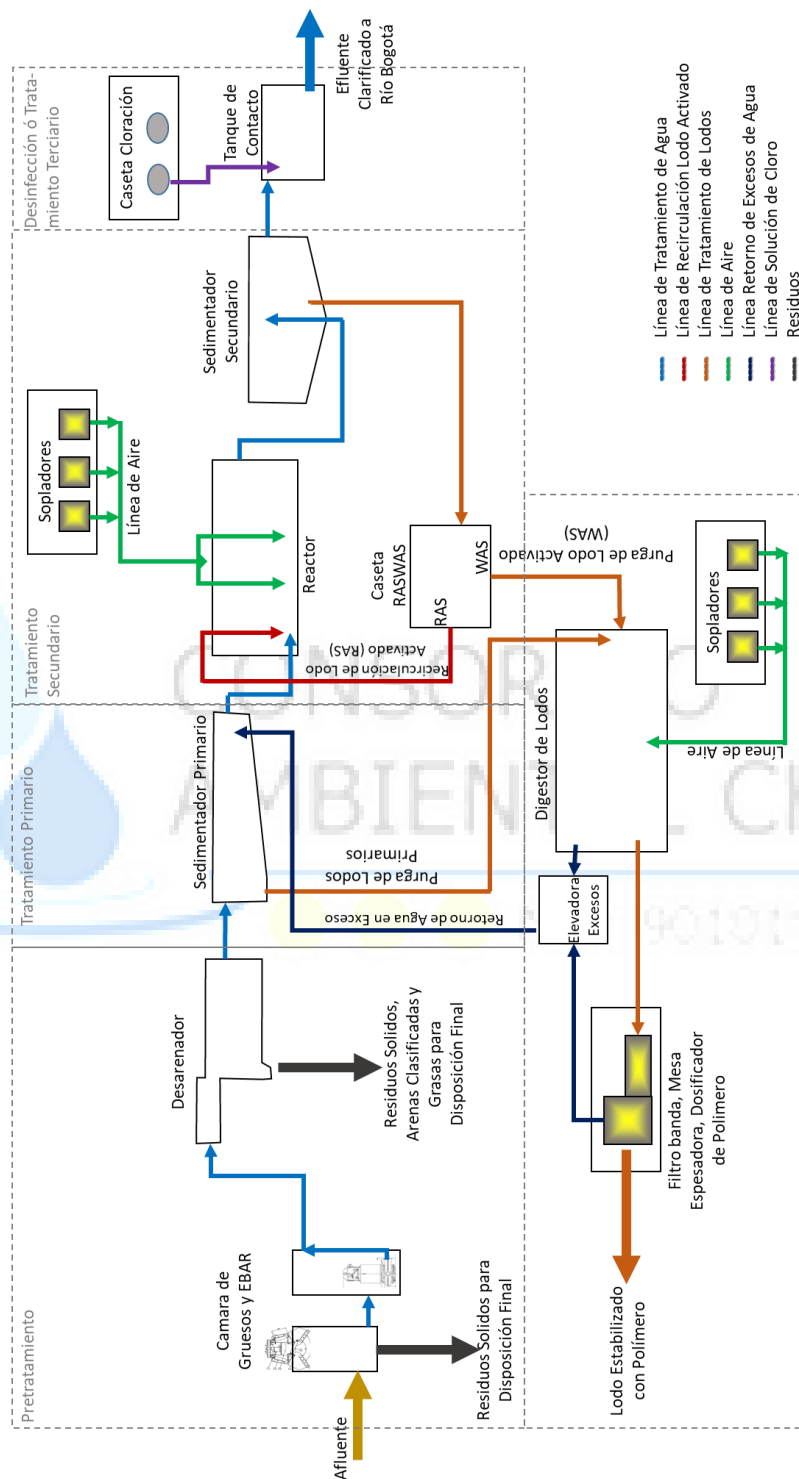 Pretratamiento
Tratamiento Primario
Tratamiento
Secundario
Desinfección ó Trata-
miento Terciario
Afluente
Camara de
Gruesos y EBAR
Residuos Solidos para
Disposición Final
Desarenador
Residuos Solidos,
Arenas Clasificadas y
Grasas para
Disposición Final
Sedimentador Primario
Purga de Lodos
Primarios
Retorno de Agua en Exceso
Sopladores
Línea de Aire
Reactor
Recirculación de Lodo
Activado (RAS)
Sedimentador
Secundario
Caseta
RASWAS
RAS
WAS
Purga de Lodo Activado
(WAS)
Caseta Cloración
Tanque de
Contacto
Efluente
Clarificado a
Río Bogotá
Lodo Estabilizado
con Polímero
Filtro banda, Mesa
Espesadora, Dosificador
de Polimero
Elevadora
Excesos
Digestor de Lodos
Línea de Aire
Sopladores
Línea de Tratamiento de Agua
Línea de Recirculación Lodo Activado
Línea de Tratamiento de Lodos
Línea de Aire
Línea Retorno de Excesos de Agua
Línea de Solución de Cloro
Residuos
AMBIENTAL CH